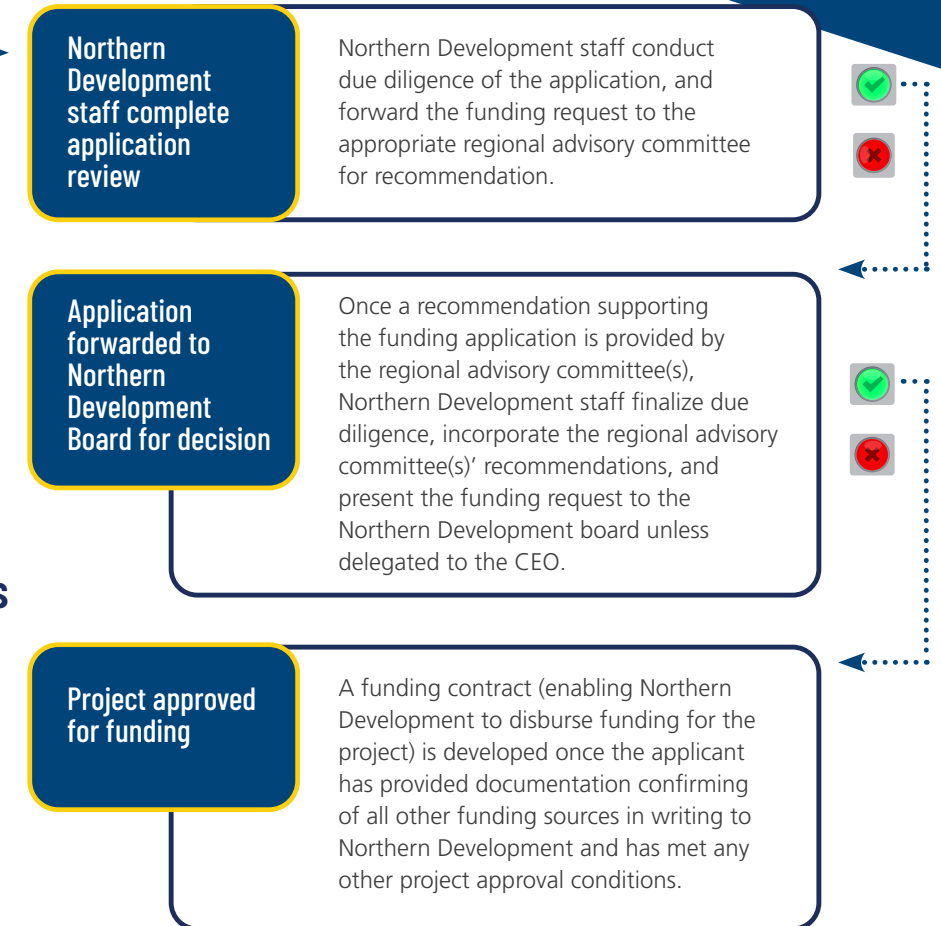 Northern
Development
staff complete
application
review
Northern Development staff conduct
due diligence of the application, and
forward the funding request to the
appropriate regional advisory committee
for recommendation.
Application
forwarded to
Northern
Development
Board for decision
Once a recommendation supporting
the funding application is provided by
the regional advisory committee(s),
Northern Development staff finalize due
diligence, incorporate the regional advisory
committee(s)’ recommendations, and
present the funding request to the
Northern Development board unless
delegated to the CEO.
s
Project approved
for funding
A funding contract (enabling Northern
Development to disburse funding for the
project) is developed once the applicant
has provided documentation confirming
of all other funding sources in writing to
Northern Development and has met any
other project approval conditions.